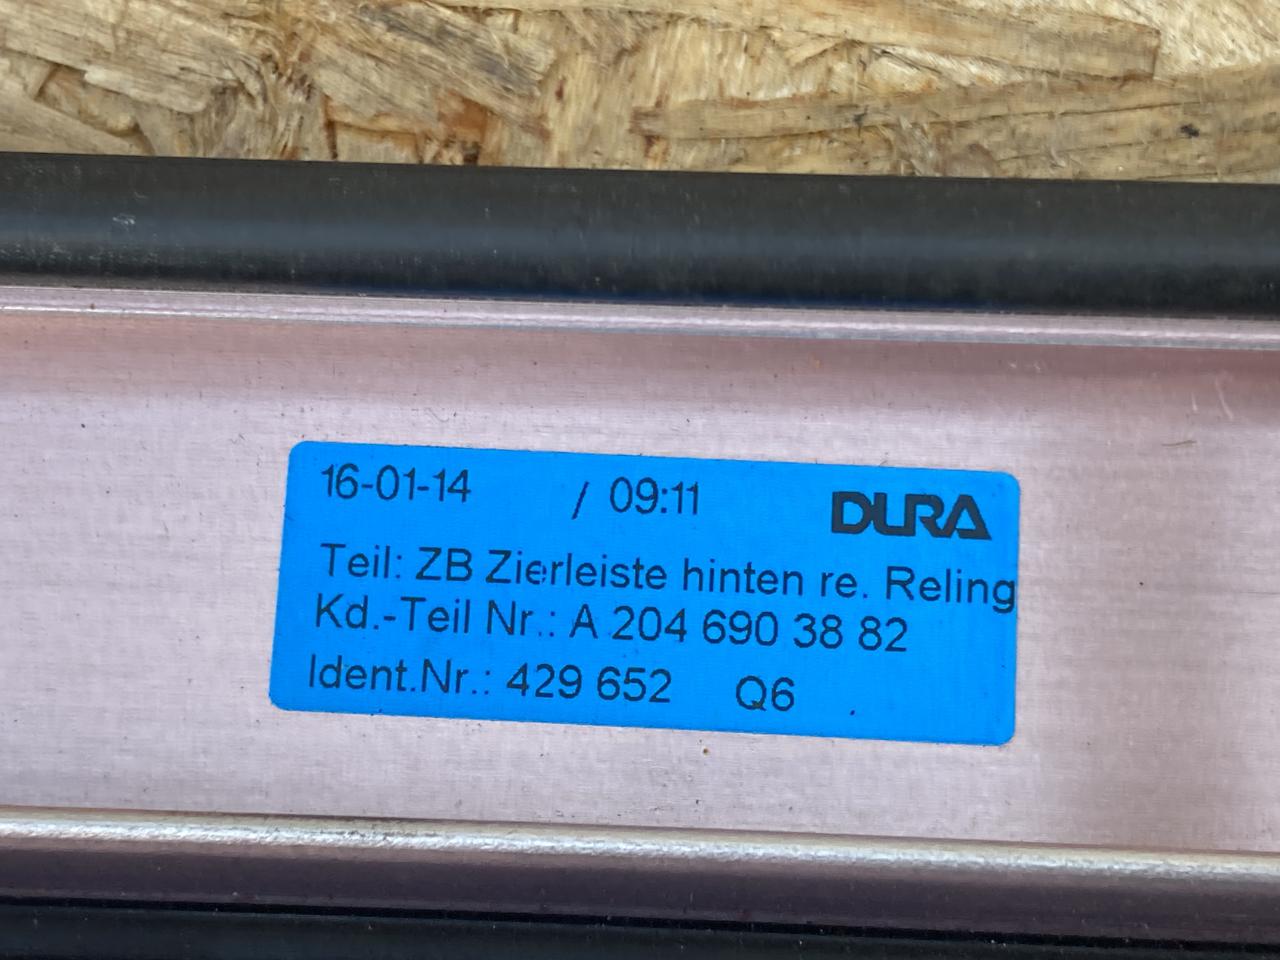 16-01-14 / 09:11 DURA
Teil: ZB Zierleiste hinten re. Reling
Kd.-Teil Nr.: A 204 690 38 82
Ident.Nr.: 429 652 Q6